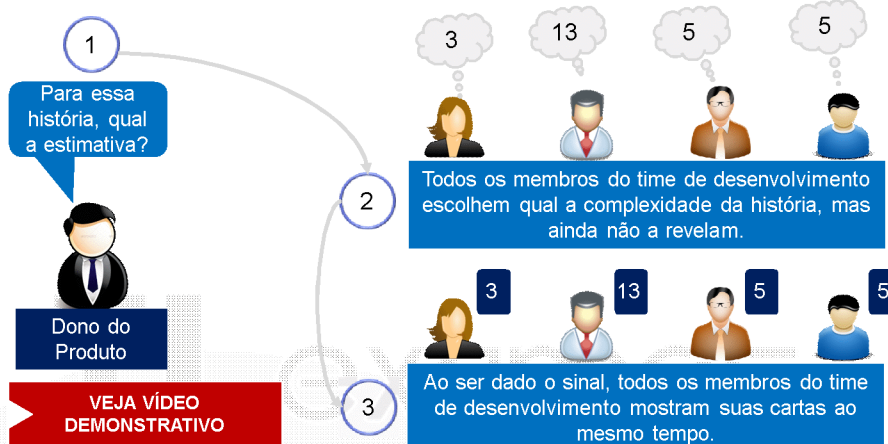 1
Para essa
história, qual
a estimativa?
Dono do
Produto
VEJA VÍDEO
DEMONSTRATIVO
3
13
5
5
2
Todos os membros do time de desenvolvimento
escolhem qual a complexidade da história, mas
ainda não a revelam.
3
13
5
5
3
Ao ser dado o sinal, todos os membros do time
de desenvolvimento mostram suas cartas ao
mesmo tempo.